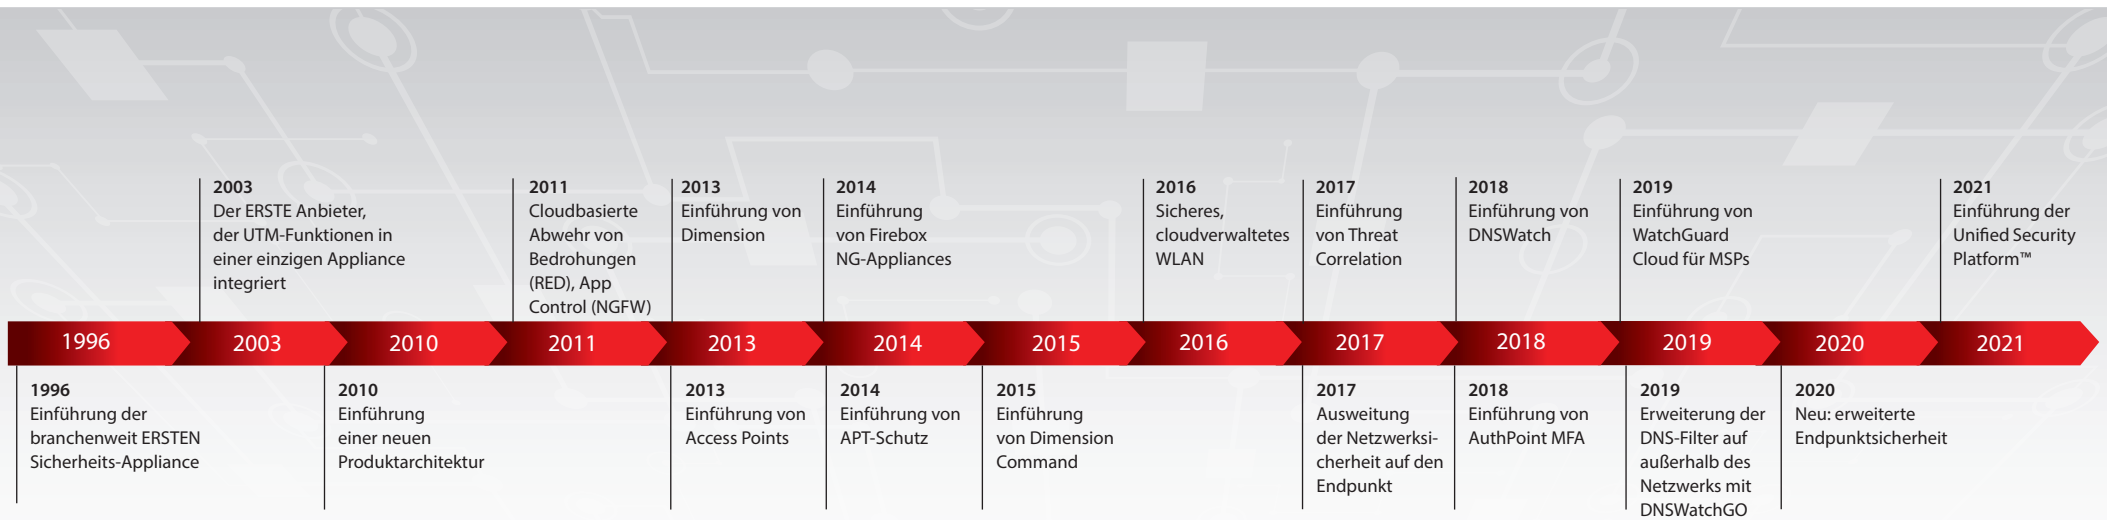 2003
Der ERSTE Anbieter,
der UTM-Funktionen in
einer einzigen Appliance
integriert
2011
Cloudbasierte
Abwehr von
Bedrohungen
(RED), App
Control (NGFW)
2013
Einführung von
Dimension
2014
Einführung
von Firebox
NG-Appliances
2016
Sicheres,
cloudverwaltetes
WLAN
2017
Einführung
von Threat
Correlation
2018
Einführung von
DNSWatch
2019
Einführung von
WatchGuard
Cloud für MSPs
2021
Einführung der
Unified Security
Platform™
1996
2003
2010
2011
2013
2014
2015
2016
2017
2018
2019
2020
2021
1996
Einführung der
branchenweit ERSTEN
Sicherheits-Appliance
2010
Einführung
einer neuen
Produktarchitektur
2013
Einführung von
Access Points
2014
Einführung von
APT-Schutz
2015
Einführung
von Dimension
Command
2017
Ausweitung
der Netzwerksi-
cherheit auf den
Endpunkt
2018
Einführung von
AuthPoint MFA
2019
Erweiterung der
DNS-Filter auf
außerhalb des
Netzwerks mit
DNSWatchGO
2020
Neu: erweiterte
Endpunktsicherheit